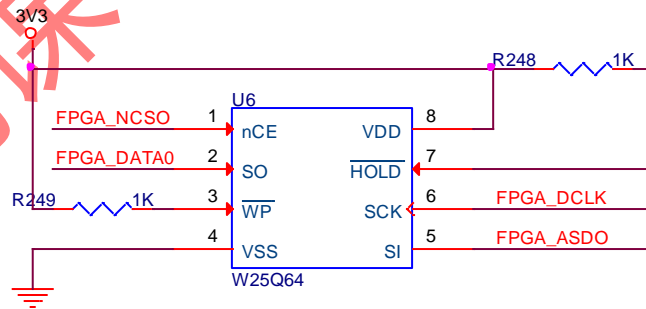 3V3
R248 1K
U6
FPGA_NCSO 1 nCE VDD 8
FPGA_DATA0 2 SO HOLD 7
R249 1K 3 WP SCK 6 FPGA_DCLK
4 VSS SI 5 FPGA_ASDO
W25Q64